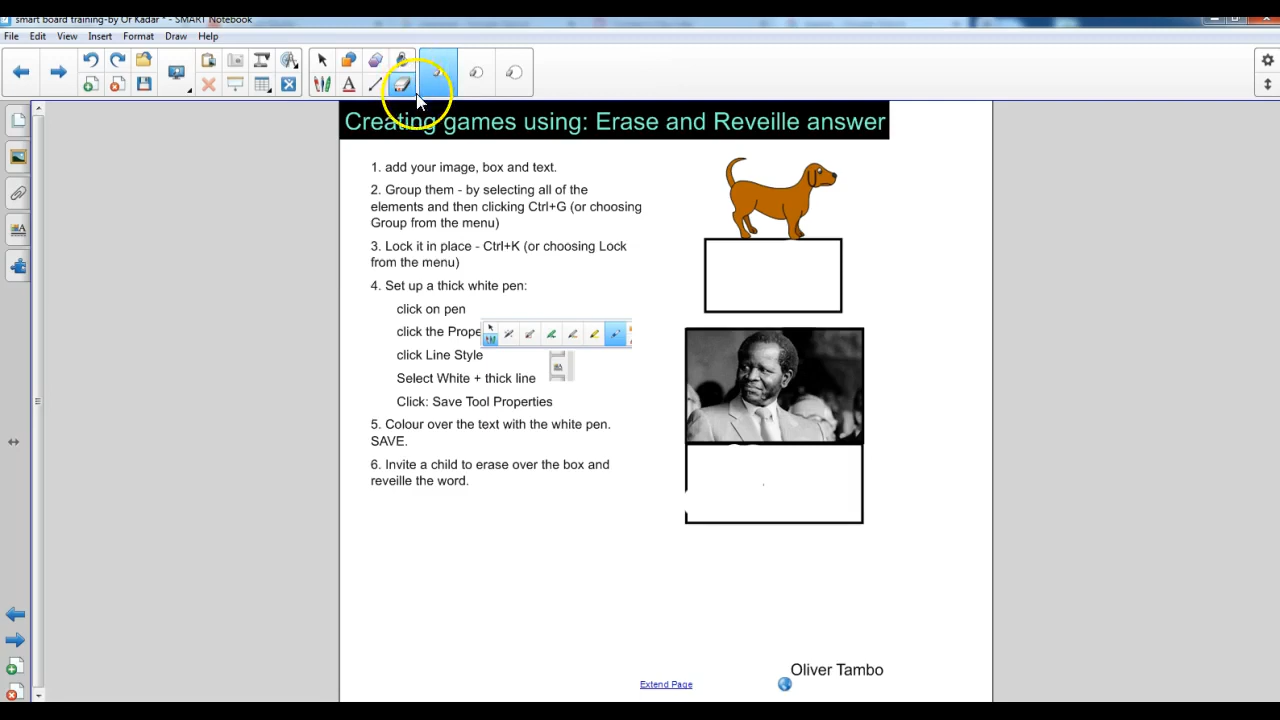 smart board training-by Or Kadar * - SMART Notebook
File Edit View Insert Format Draw Help
Creating games using: Erase and Reveille answer
1. add your image, box and text.
2. Group them - by selecting all of the
elements and then clicking Ctrl+G (or choosing
Group from the menu)
3. Lock it in place - Ctrl+K (or choosing Lock
from the menu)
4. Set up a thick white pen:
click on pen
click the Prope
click Line Style
Select White + thick line
Click: Save Tool Properties
5. Colour over the text with the white pen.
SAVE.
6. Invite a child to erase over the box and
reveille the word.
Oliver Tambo
Extend Page